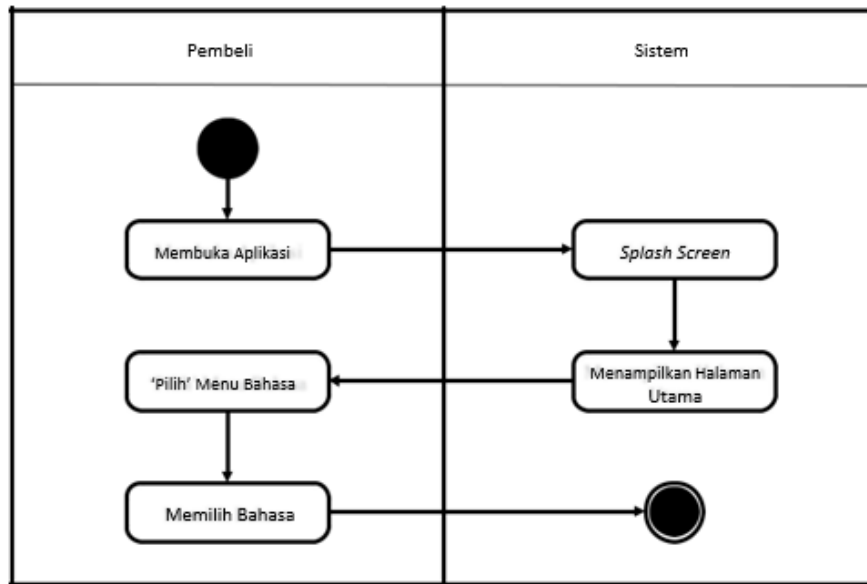 Pembeli
Sistem
Membuka Aplikasi
Splash Screen
'Pilih' Menu Bahasa
Menampilkan Halaman
Utama
Memilih Bahasa